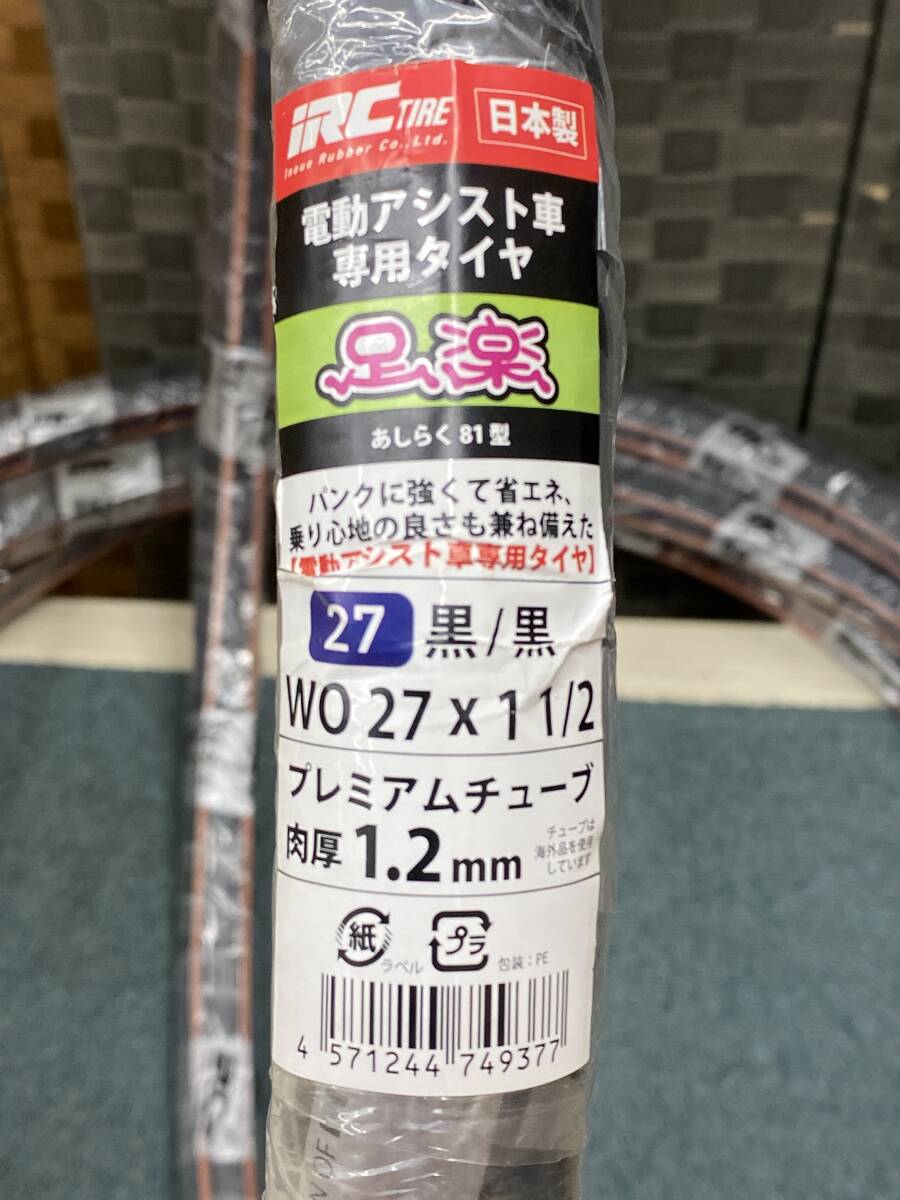 iRC TIRE
Inoue Rubber Co.,Ltd.
日本製
電動アシスト車
専用タイヤ
足楽
あしらく81型
パンクに強くて省エネ、
乗り心地の良さも兼ね備えた
【電動アシスト車専用タイヤ】
27 黒/黒
WO 27 x 1 1/2
プレミアムチューブ
肉厚 1.2mm
チューブは
海外品を使用
しています
紙
ラベル
プラ
包装:PE
4 571244 749377